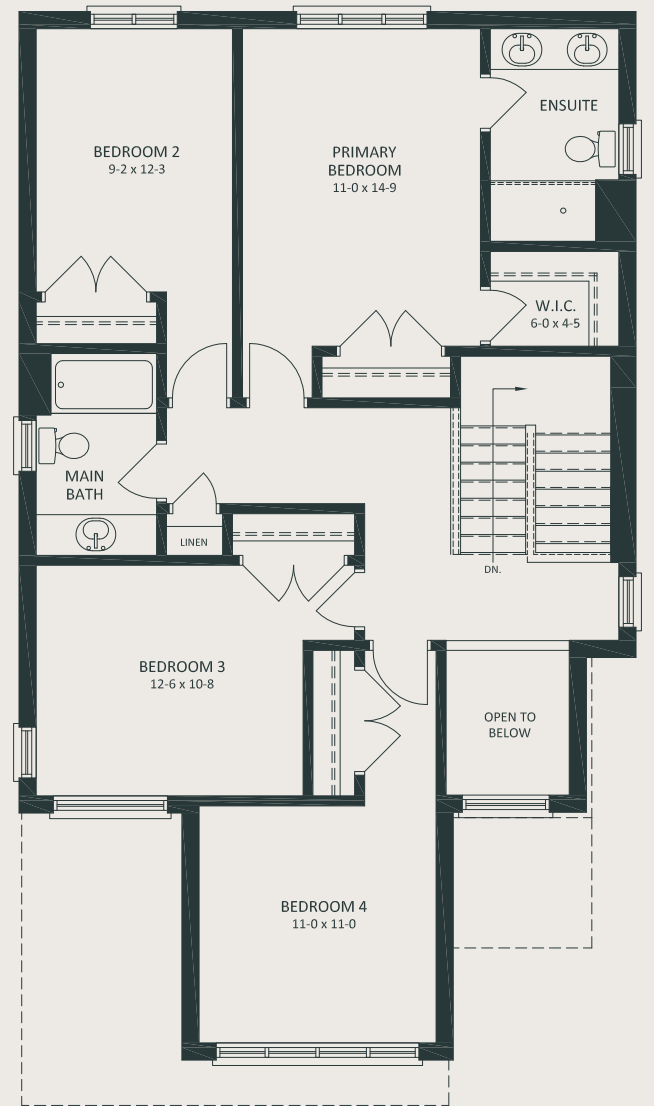 ENSUITE
BEDROOM 2
9-2 x 12-3
PRIMARY
BEDROOM
11-0 x 14-9
W.I.C.
6-0 x 4-5
MAIN
BATH
LINEN
DN.
BEDROOM 3
12-6 x 10-8
OPEN TO
BELOW
BEDROOM 4
11-0 x 11-0